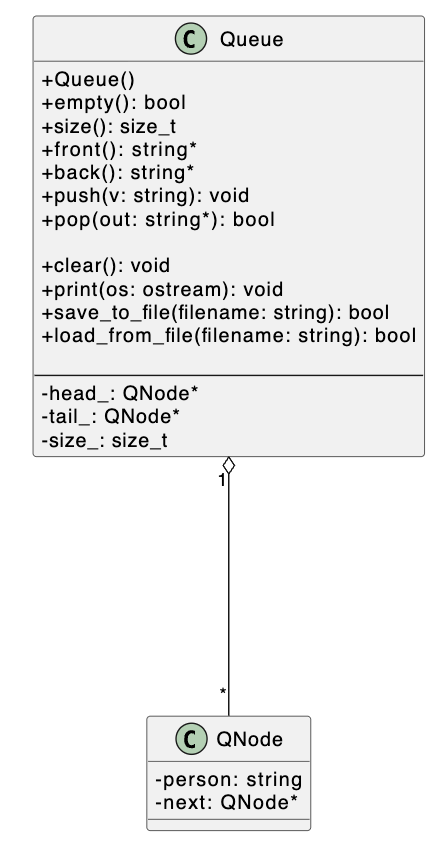 C Queue
+Queue()
+empty(): bool
+size(): size_t
+front(): string*
+back(): string*
+push(v: string): void
+pop(out: string*): bool
+clear(): void
+print(os: ostream): void
+save_to_file(filename: string): bool
+load_from_file(filename: string): bool
-head_: QNode*
-tail_: QNode*
-size_: size_t
1
*
C QNode
-person: string
-next: QNode*